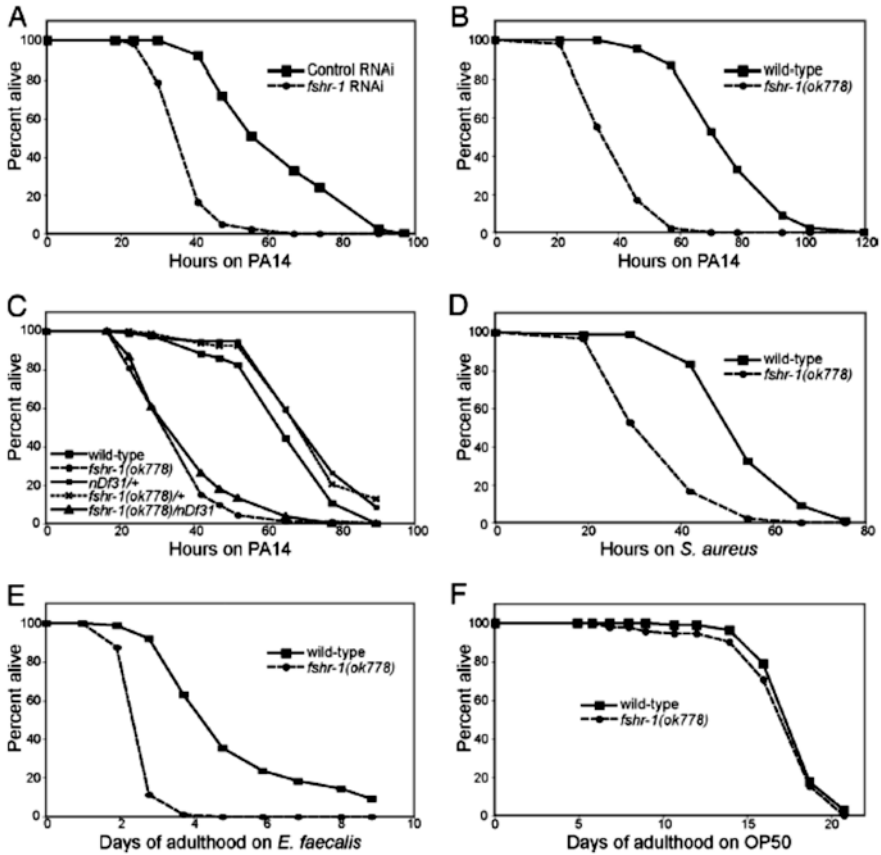 A
Percent alive
100
80
60
40
20
0
Control RNAi
fshr-1 RNAi
0 20 40 60 80 100
Hours on PA14
B
Percent alive
100
80
60
40
20
0
wild-type
fshr-1(ok778)
0 20 40 60 80 100 120
Hours on PA14
C
Percent alive
100
80
60
40
20
0
wild-type
fshr-1(ok778)
nDf31/+
fshr-1(ok778)/+
fshr-1(ok778)/nDf31
0 20 40 60 80 100
Hours on PA14
D
Percent alive
100
80
60
40
20
0
wild-type
fshr-1(ok778)
0 20 40 60 80
Hours on S. aureus
E
Percent alive
100
80
60
40
20
0
wild-type
fshr-1(ok778)
0 2 4 6 8 10
Days of adulthood on E. faecalis
F
Percent alive
100
80
60
40
20
0
wild-type
fshr-1(ok778)
0 5 10 15 20
Days of adulthood on OP50